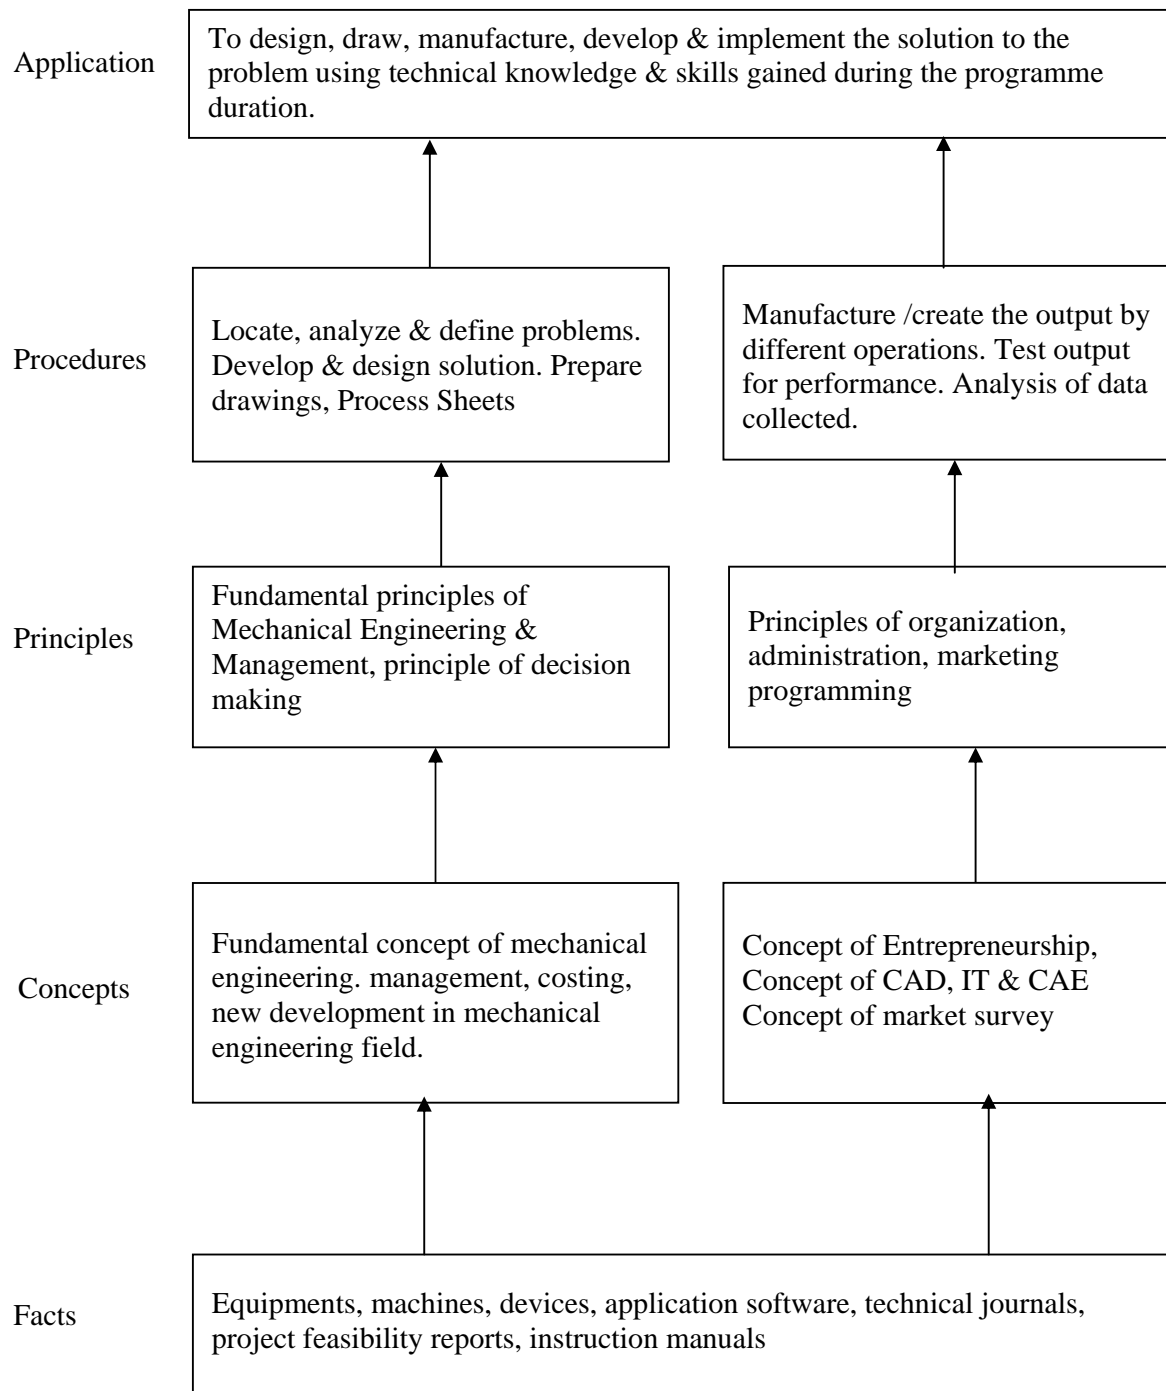 Application
To design, draw, manufacture, develop & implement the solution to the
problem using technical knowledge & skills gained during the programme
duration.
Procedures
Locate, analyze & define problems.
Develop & design solution. Prepare
drawings, Process Sheets
Manufacture /create the output by
different operations. Test output
for performance. Analysis of data
collected.
Principles
Fundamental principles of
Mechanical Engineering &
Management, principle of decision
making
Principles of organization,
administration, marketing
programming
Concepts
Fundamental concept of mechanical
engineering. management, costing,
new development in mechanical
engineering field.
Concept of Entrepreneurship,
Concept of CAD, IT & CAE
Concept of market survey
Facts
Equipments, machines, devices, application software, technical journals,
project feasibility reports, instruction manuals